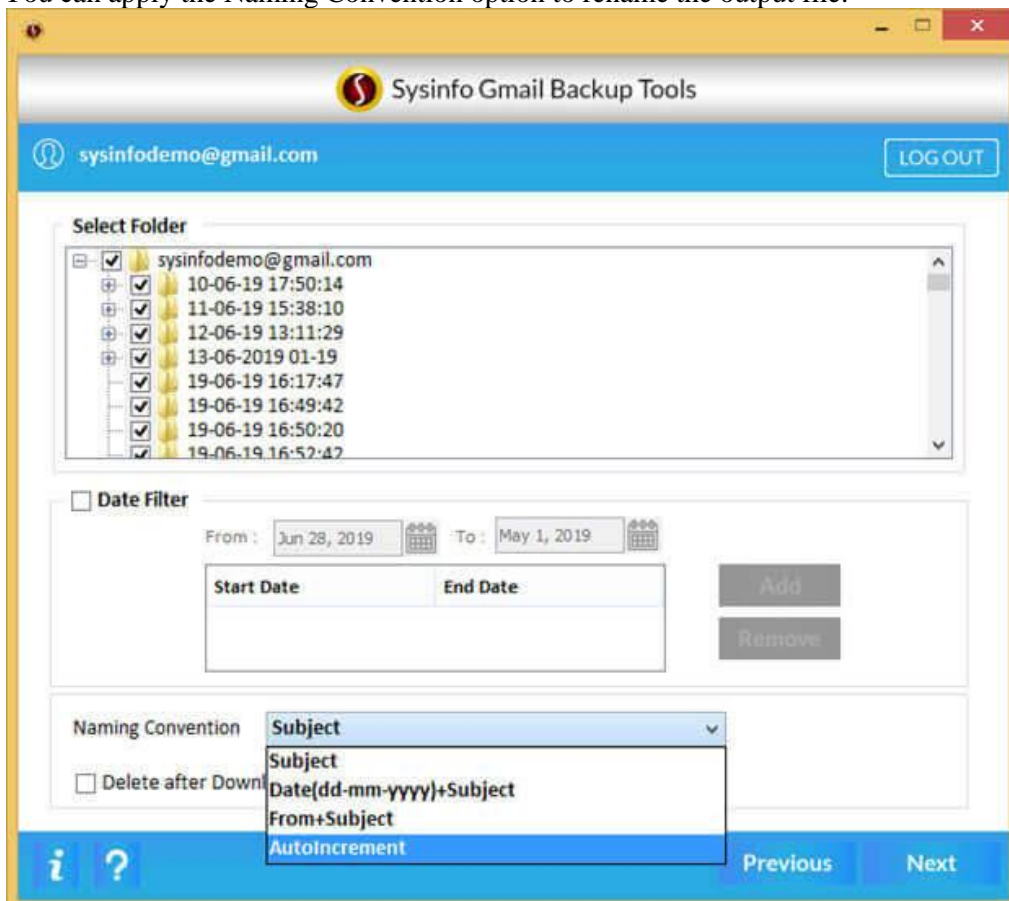 You can apply the Naming Convention option to rename the output file.
Sysinfo Gmail Backup Tools
sysinfodemo@gmail.com
LOG OUT
Select Folder
sysinfodemo@gmail.com
10-06-19 17:50:14
11-06-19 15:38:10
12-06-19 13:11:29
13-06-2019 01-19
19-06-19 16:17:47
19-06-19 16:49:42
19-06-19 16:50:20
19-06-19 16:52:42
Date Filter
From : Jun 28, 2019 To : May 1, 2019
Start Date End Date
Add
Remove
Naming Convention Subject
Subject
Delete after Downl
Date(dd-mm-yyyy)+Subject
From+Subject
AutoIncrement
i ? Previous Next